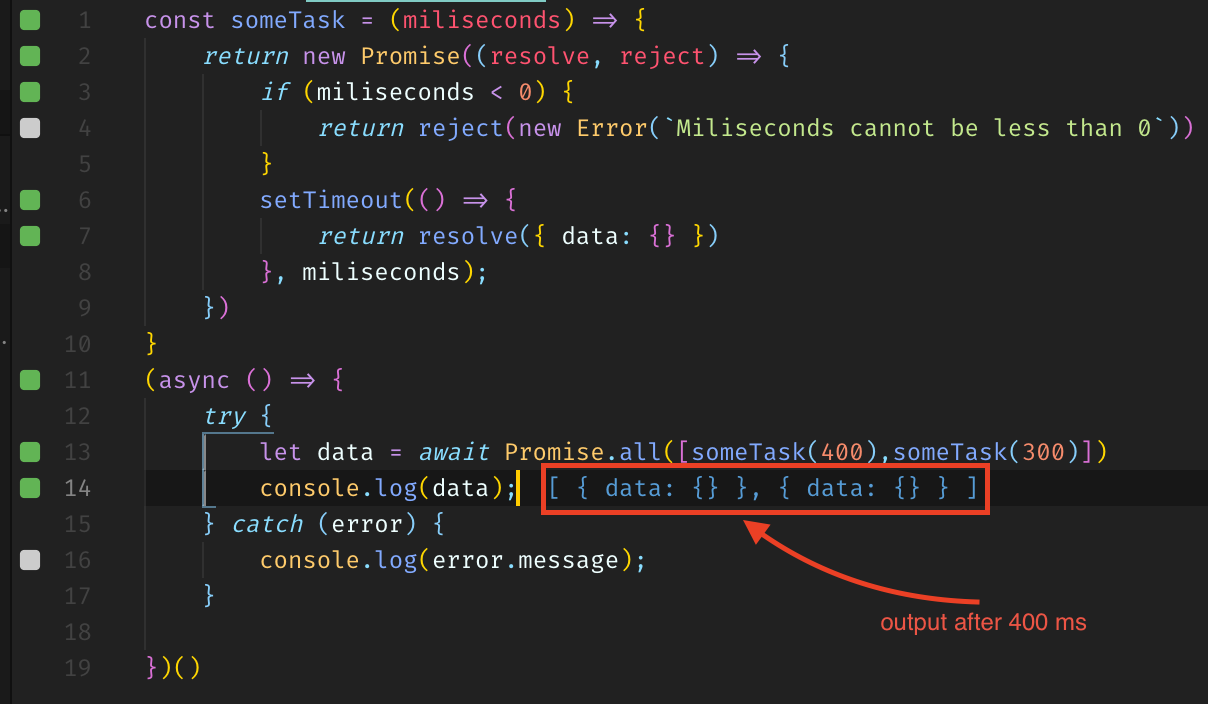 1 const someTask = (miliseconds) => {
2 return new Promise((resolve, reject) => {
3 if (miliseconds < 0) {
4 return reject(new Error(`Miliseconds cannot be less than 0`))
5 }
6 setTimeout(() => {
7 return resolve({ data: {} })
8 }, miliseconds);
9 })
10 }
11 (async () => {
12 try {
13 let data = await Promise.all([someTask(400),someTask(300)])
14 console.log(data); [ { data: {} }, { data: {} } ]
15 } catch (error) {
16 console.log(error.message);
17 }
output after 400 ms
18
19 })()